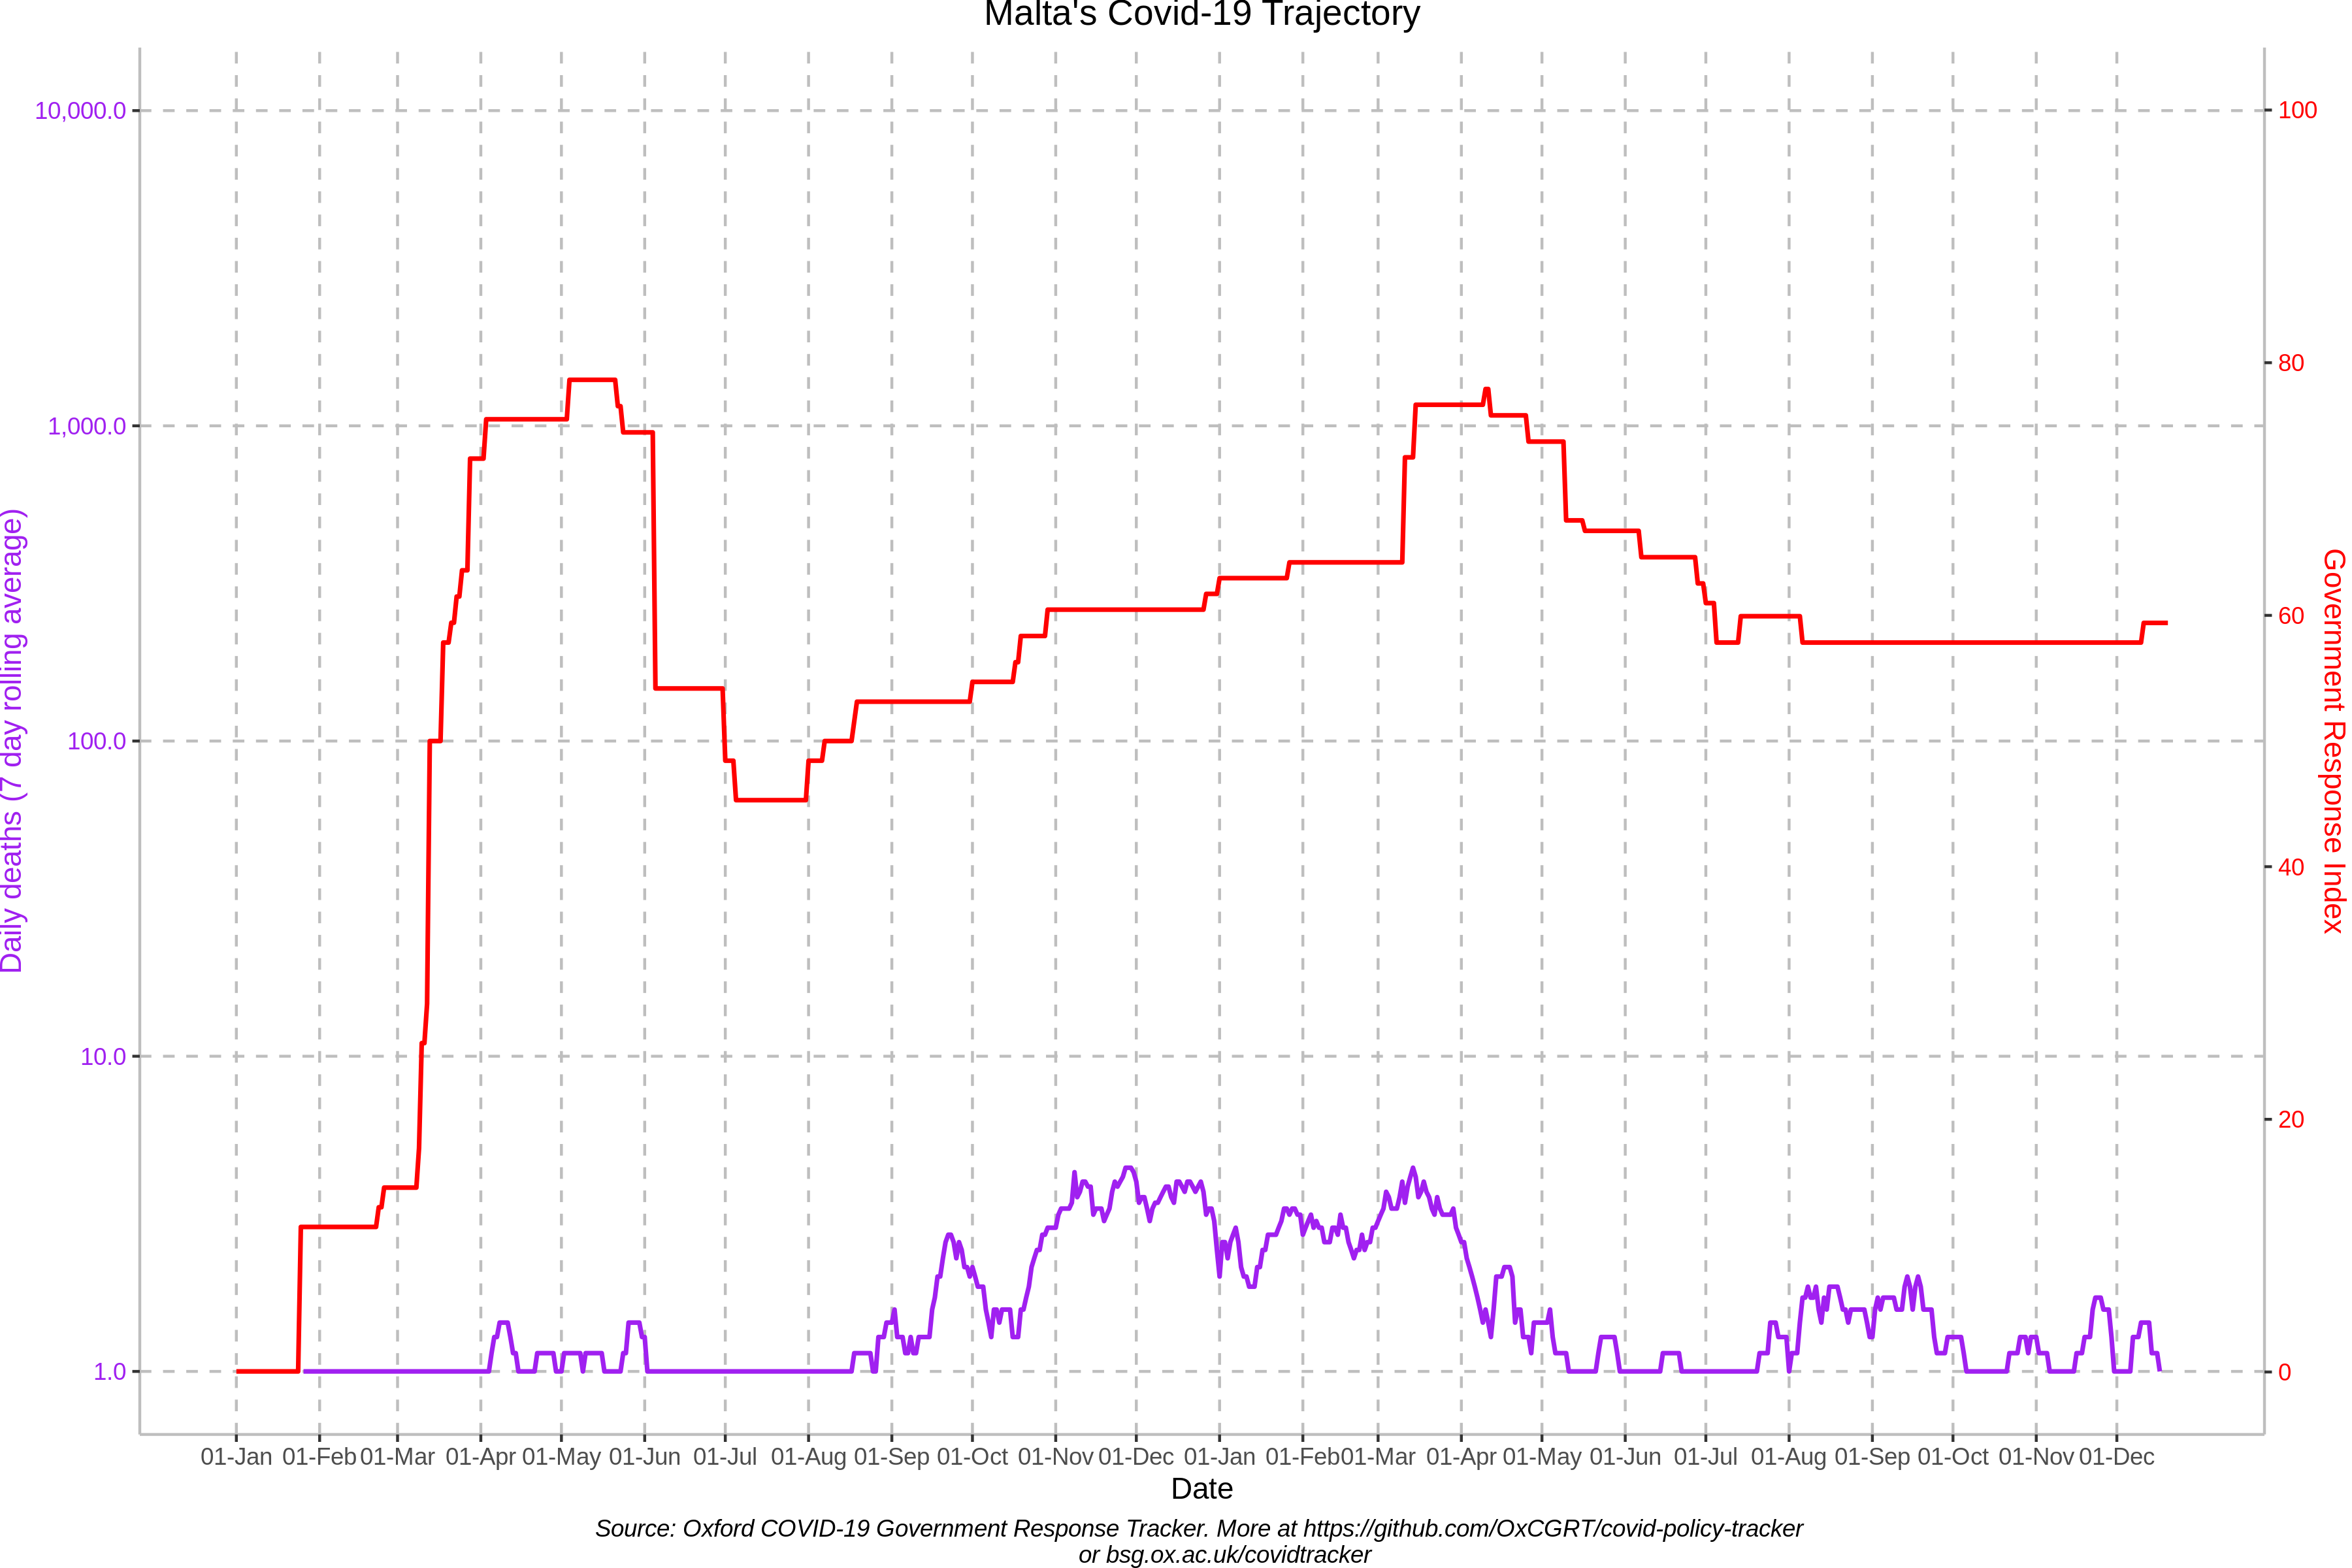 Malta's Covid-19 Trajectory
10,000.0
1,000.0
100.0
10.0
1.0
Daily deaths (7 day rolling average)
100
80
60
40
20
0
Government Response Index
01-Jan 01-Feb 01-Mar 01-Apr 01-May 01-Jun 01-Jul 01-Aug 01-Sep 01-Oct 01-Nov 01-Dec 01-Jan 01-Feb 01-Mar 01-Apr 01-May 01-Jun 01-Jul 01-Aug 01-Sep 01-Oct 01-Nov 01-Dec
Date
Source: Oxford COVID-19 Government Response Tracker. More at https://github.com/OxCGRT/covid-policy-tracker
or bsg.ox.ac.uk/covidtracker